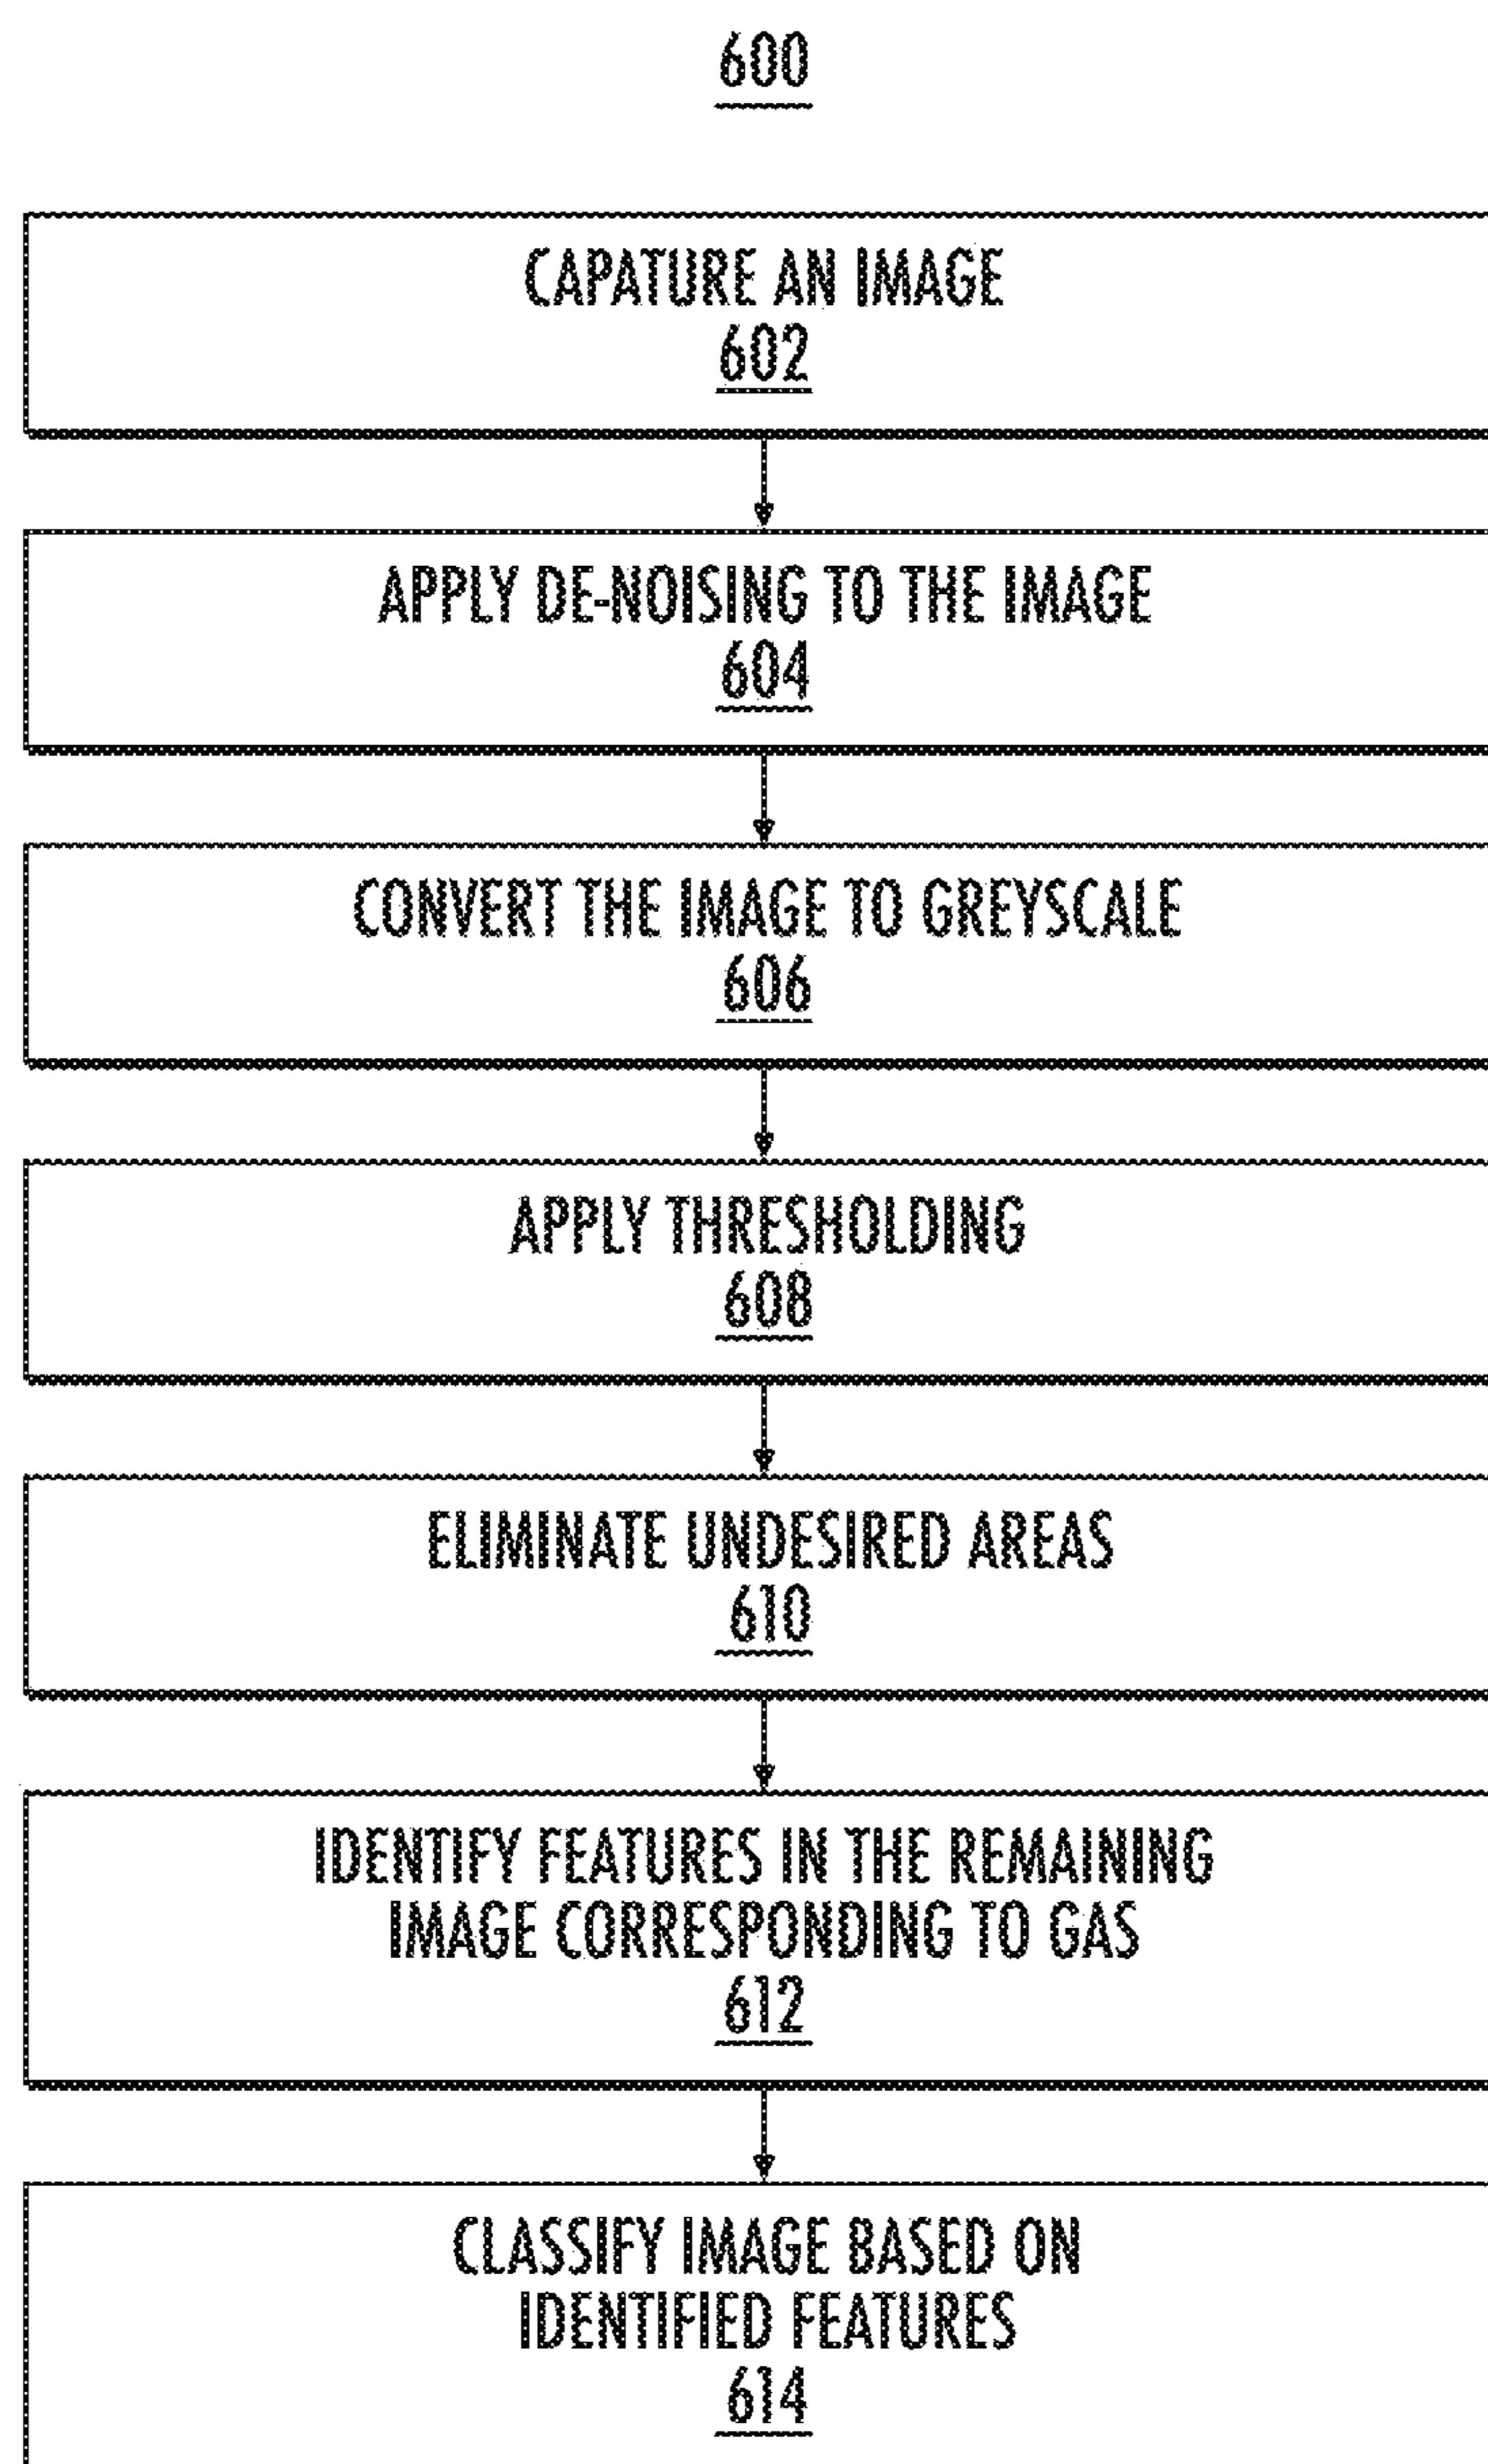 600
CAPATURE AN IMAGE
602
APPLY DE-NOISING TO THE IMAGE
604
CONVERT THE IMAGE TO GREYSCALE
606
APPLY THRESHOLDING
608
ELIMINATE UNDESIRED AREAS
610
IDENTIFY FEATURES IN THE REMAINING
IMAGE CORRESPONDING TO GAS
612
CLASSIFY IMAGE BASED ON
IDENTIFIED FEATURES
614